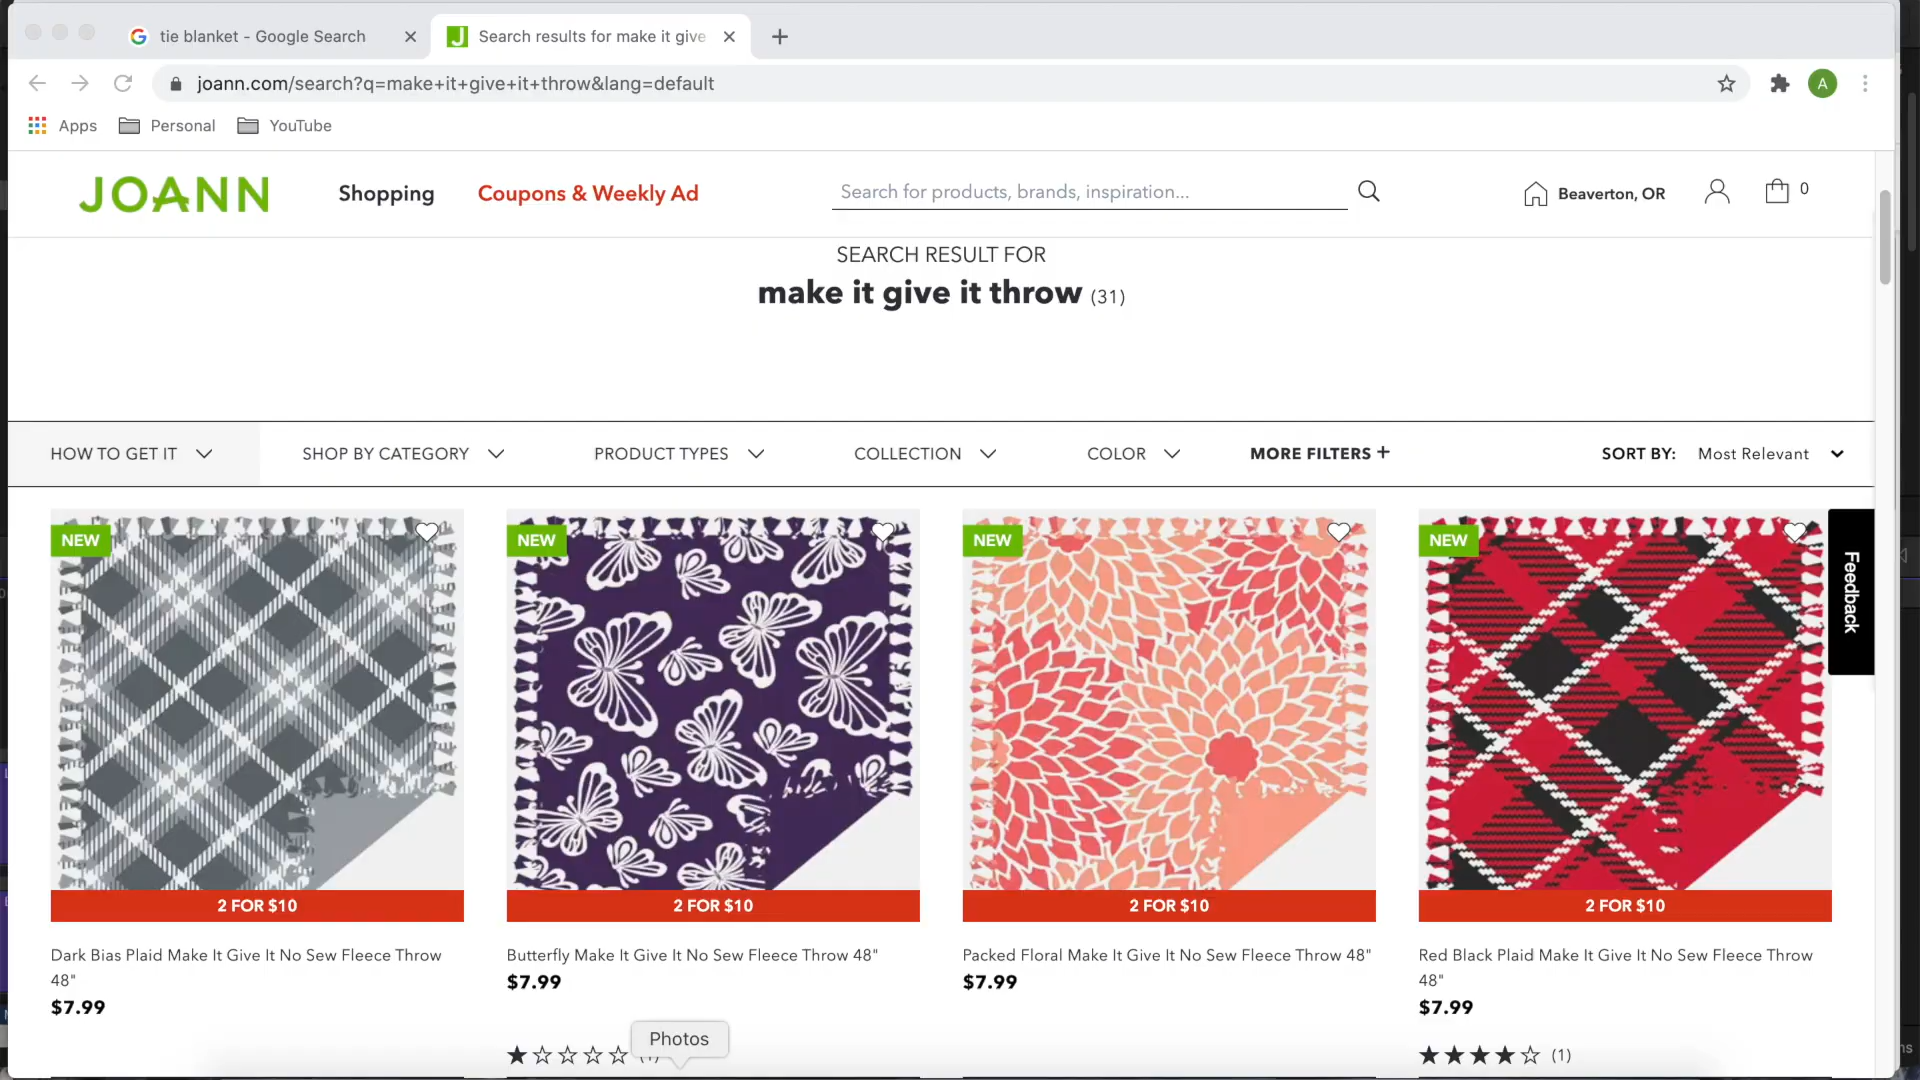 tie blanket - Google Search
Search results for make it give
joann.com/search?q=make+it+give+it+throw&lang=default
A
Apps
Personal
YouTube
JOANN
Shopping
Coupons & Weekly Ad
Search for products, brands, inspiration...
Beaverton, OR
0
SEARCH RESULT FOR
make it give it throw (31)
HOW TO GET IT
SHOP BY CATEGORY
PRODUCT TYPES
COLLECTION
COLOR
MORE FILTERS +
SORT BY: Most Relevant
NEW
NEW
NEW
NEW
Feedback
2 FOR $10
2 FOR $10
2 FOR $10
2 FOR $10
Dark Bias Plaid Make It Give It No Sew Fleece Throw
48"
$7.99
Butterfly Make It Give It No Sew Fleece Throw 48"
$7.99
Packed Floral Make It Give It No Sew Fleece Throw 48"
$7.99
Red Black Plaid Make It Give It No Sew Fleece Throw
48"
$7.99
Photos
(1)